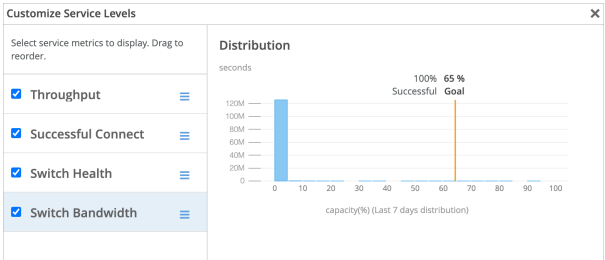 Customize Service Levels
Select service metrics to display. Drag to
reorder.
Throughput
Successful Connect
Switch Health
Switch Bandwidth
Distribution
seconds
100% 65 %
Successful Goal
120M
100M
80M
60M
40M
20M
0
0 10 20 30 40 50 60 70 80 90 100
capacity(%) (Last 7 days distribution)